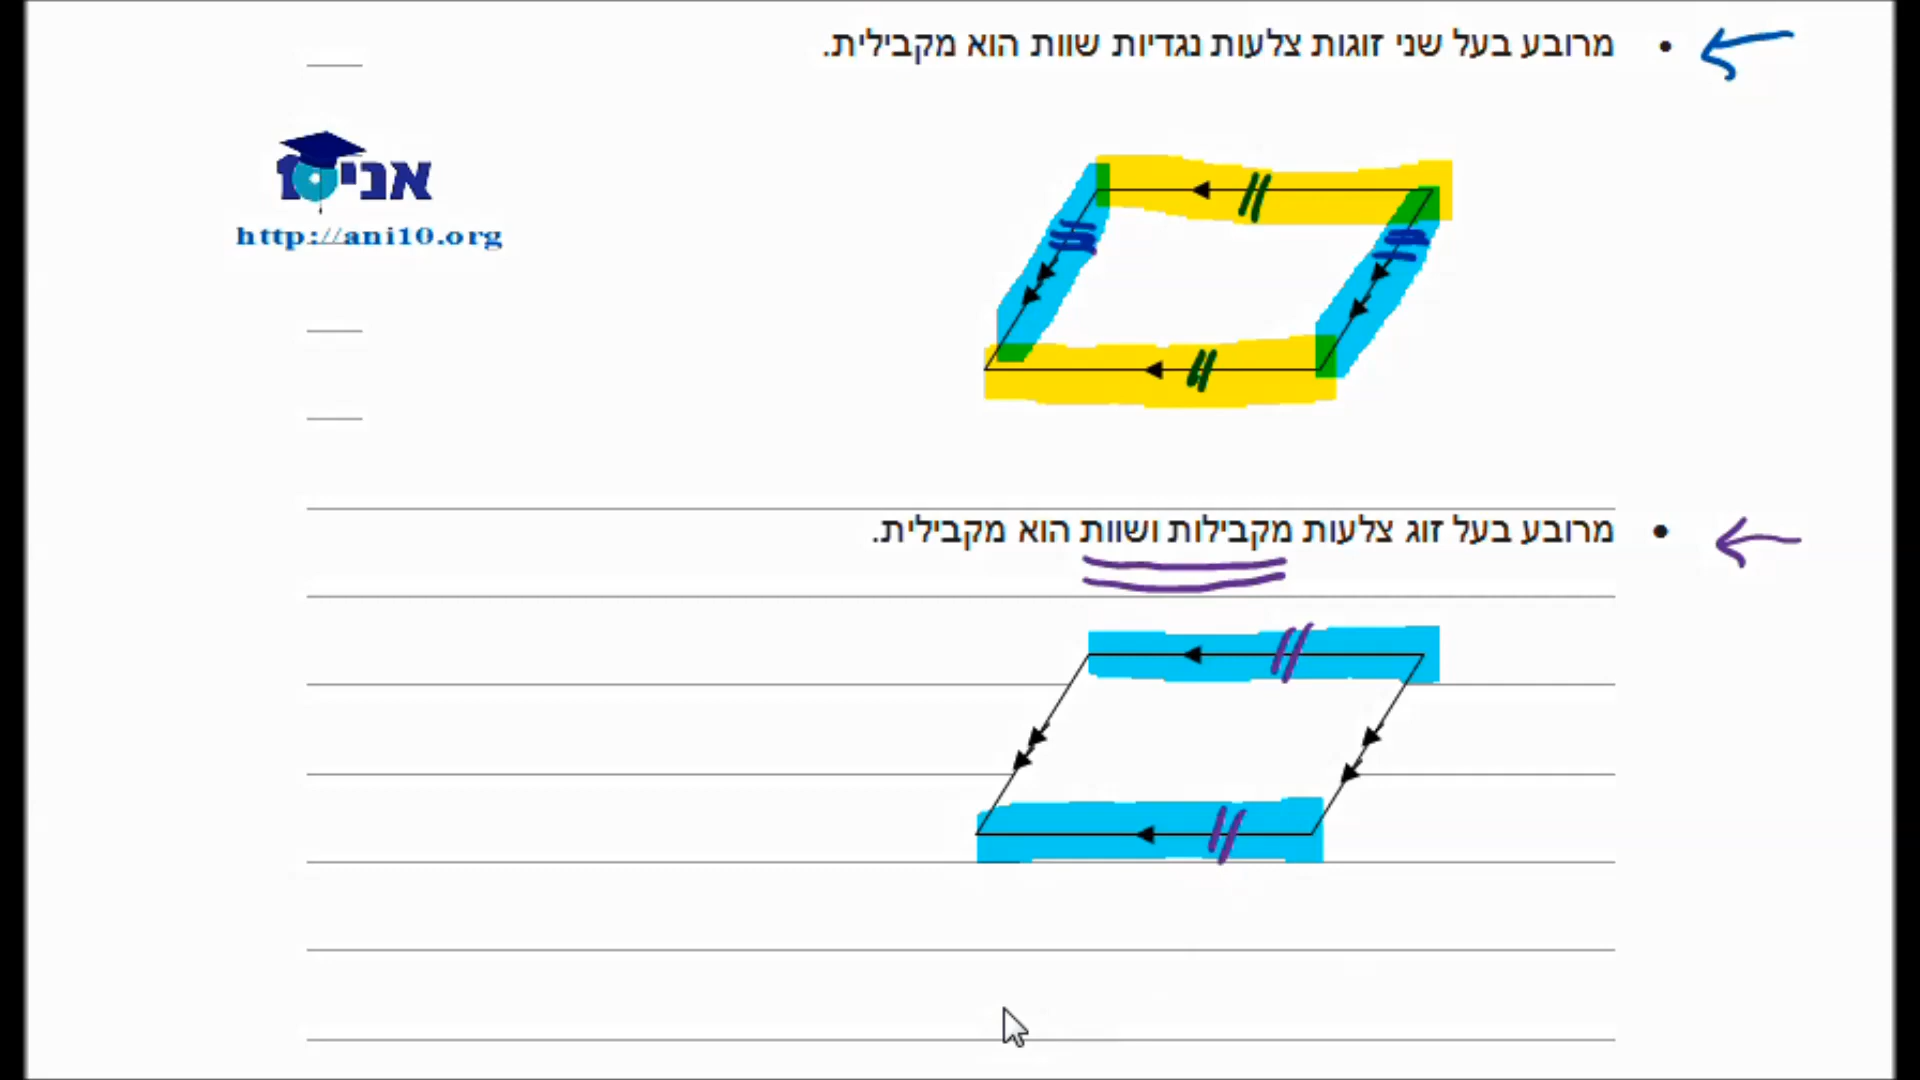 מרובע בעל שני זוגות צלעות נגדיות שוות הוא מקבילית.
אני10
http://ani10.org
מרובע בעל זוג צלעות מקבילות ושוות הוא מקבילית.